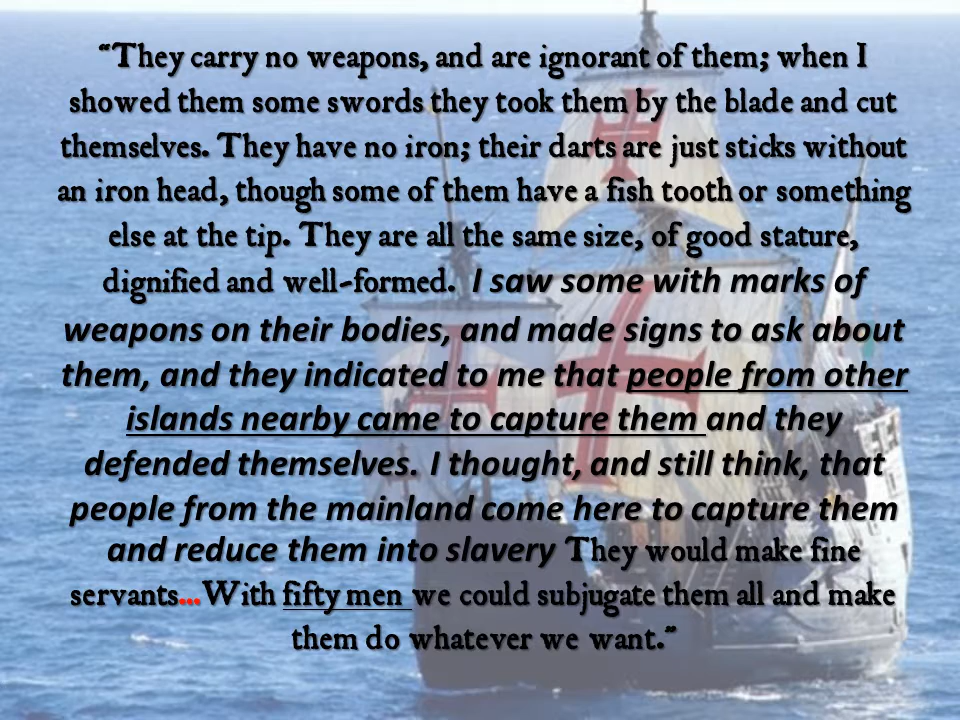 “They carry no weapons, and are ignorant of them; when I
showed them some swords they took them by the blade and cut
themselves. They have no iron; their darts are just sticks without
an iron head, though some of them have a fish tooth or something
else at the tip. They are all the same size, of good stature,
dignified and well-formed. I saw some with marks of
weapons on their bodies, and made signs to ask about
them, and they indicated to me that people from other
islands nearby came to capture them and they
defended themselves. I thought, and still think, that
people from the mainland come here to capture them
and reduce them into slavery They would make fine
servants...With fifty men we could subjugate them all and make
them do whatever we want.”